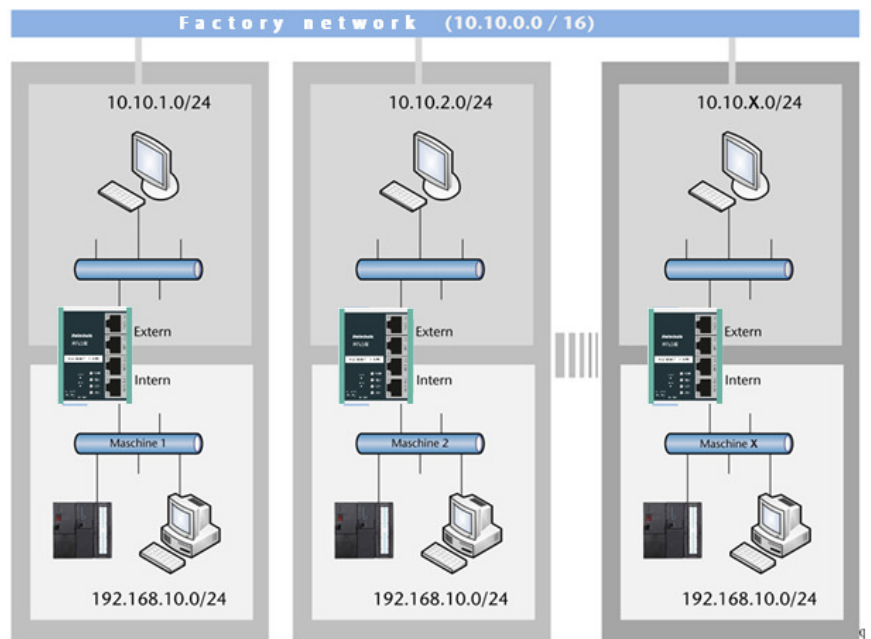 Factory network (10.10.0.0 / 16)
10.10.1.0/24
10.10.2.0/24
10.10.X.0/24
Extern
Extern
Extern
Intern
Intern
Intern
Maschine 1
Maschine 2
Maschine X
192.168.10.0/24
192.168.10.0/24
192.168.10.0/24
q